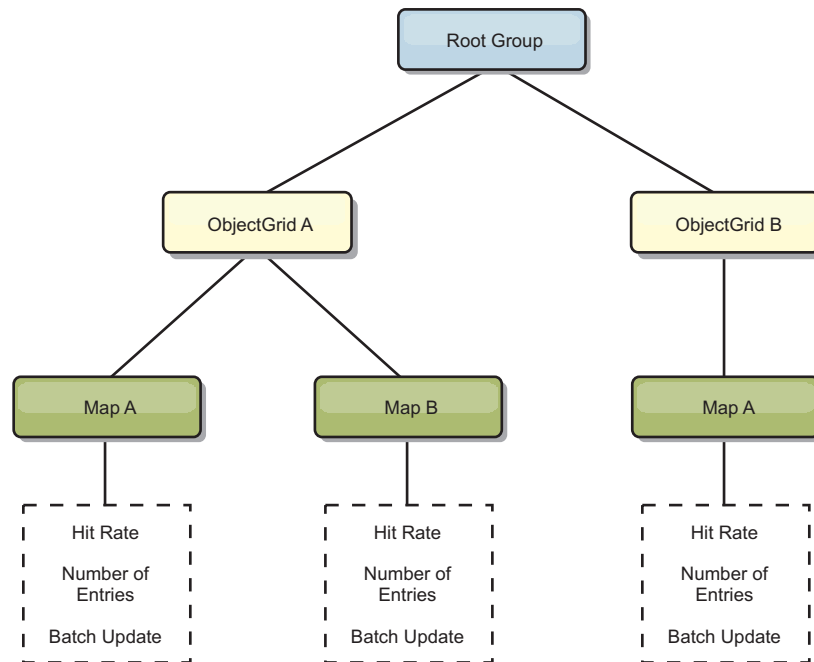 Root Group
ObjectGrid A
ObjectGrid B
Map A
Map B
Map A
Hit Rate
Number of
Entries
Batch Update
Hit Rate
Number of
Entries
Batch Update
Hit Rate
Number of
Entries
Batch Update